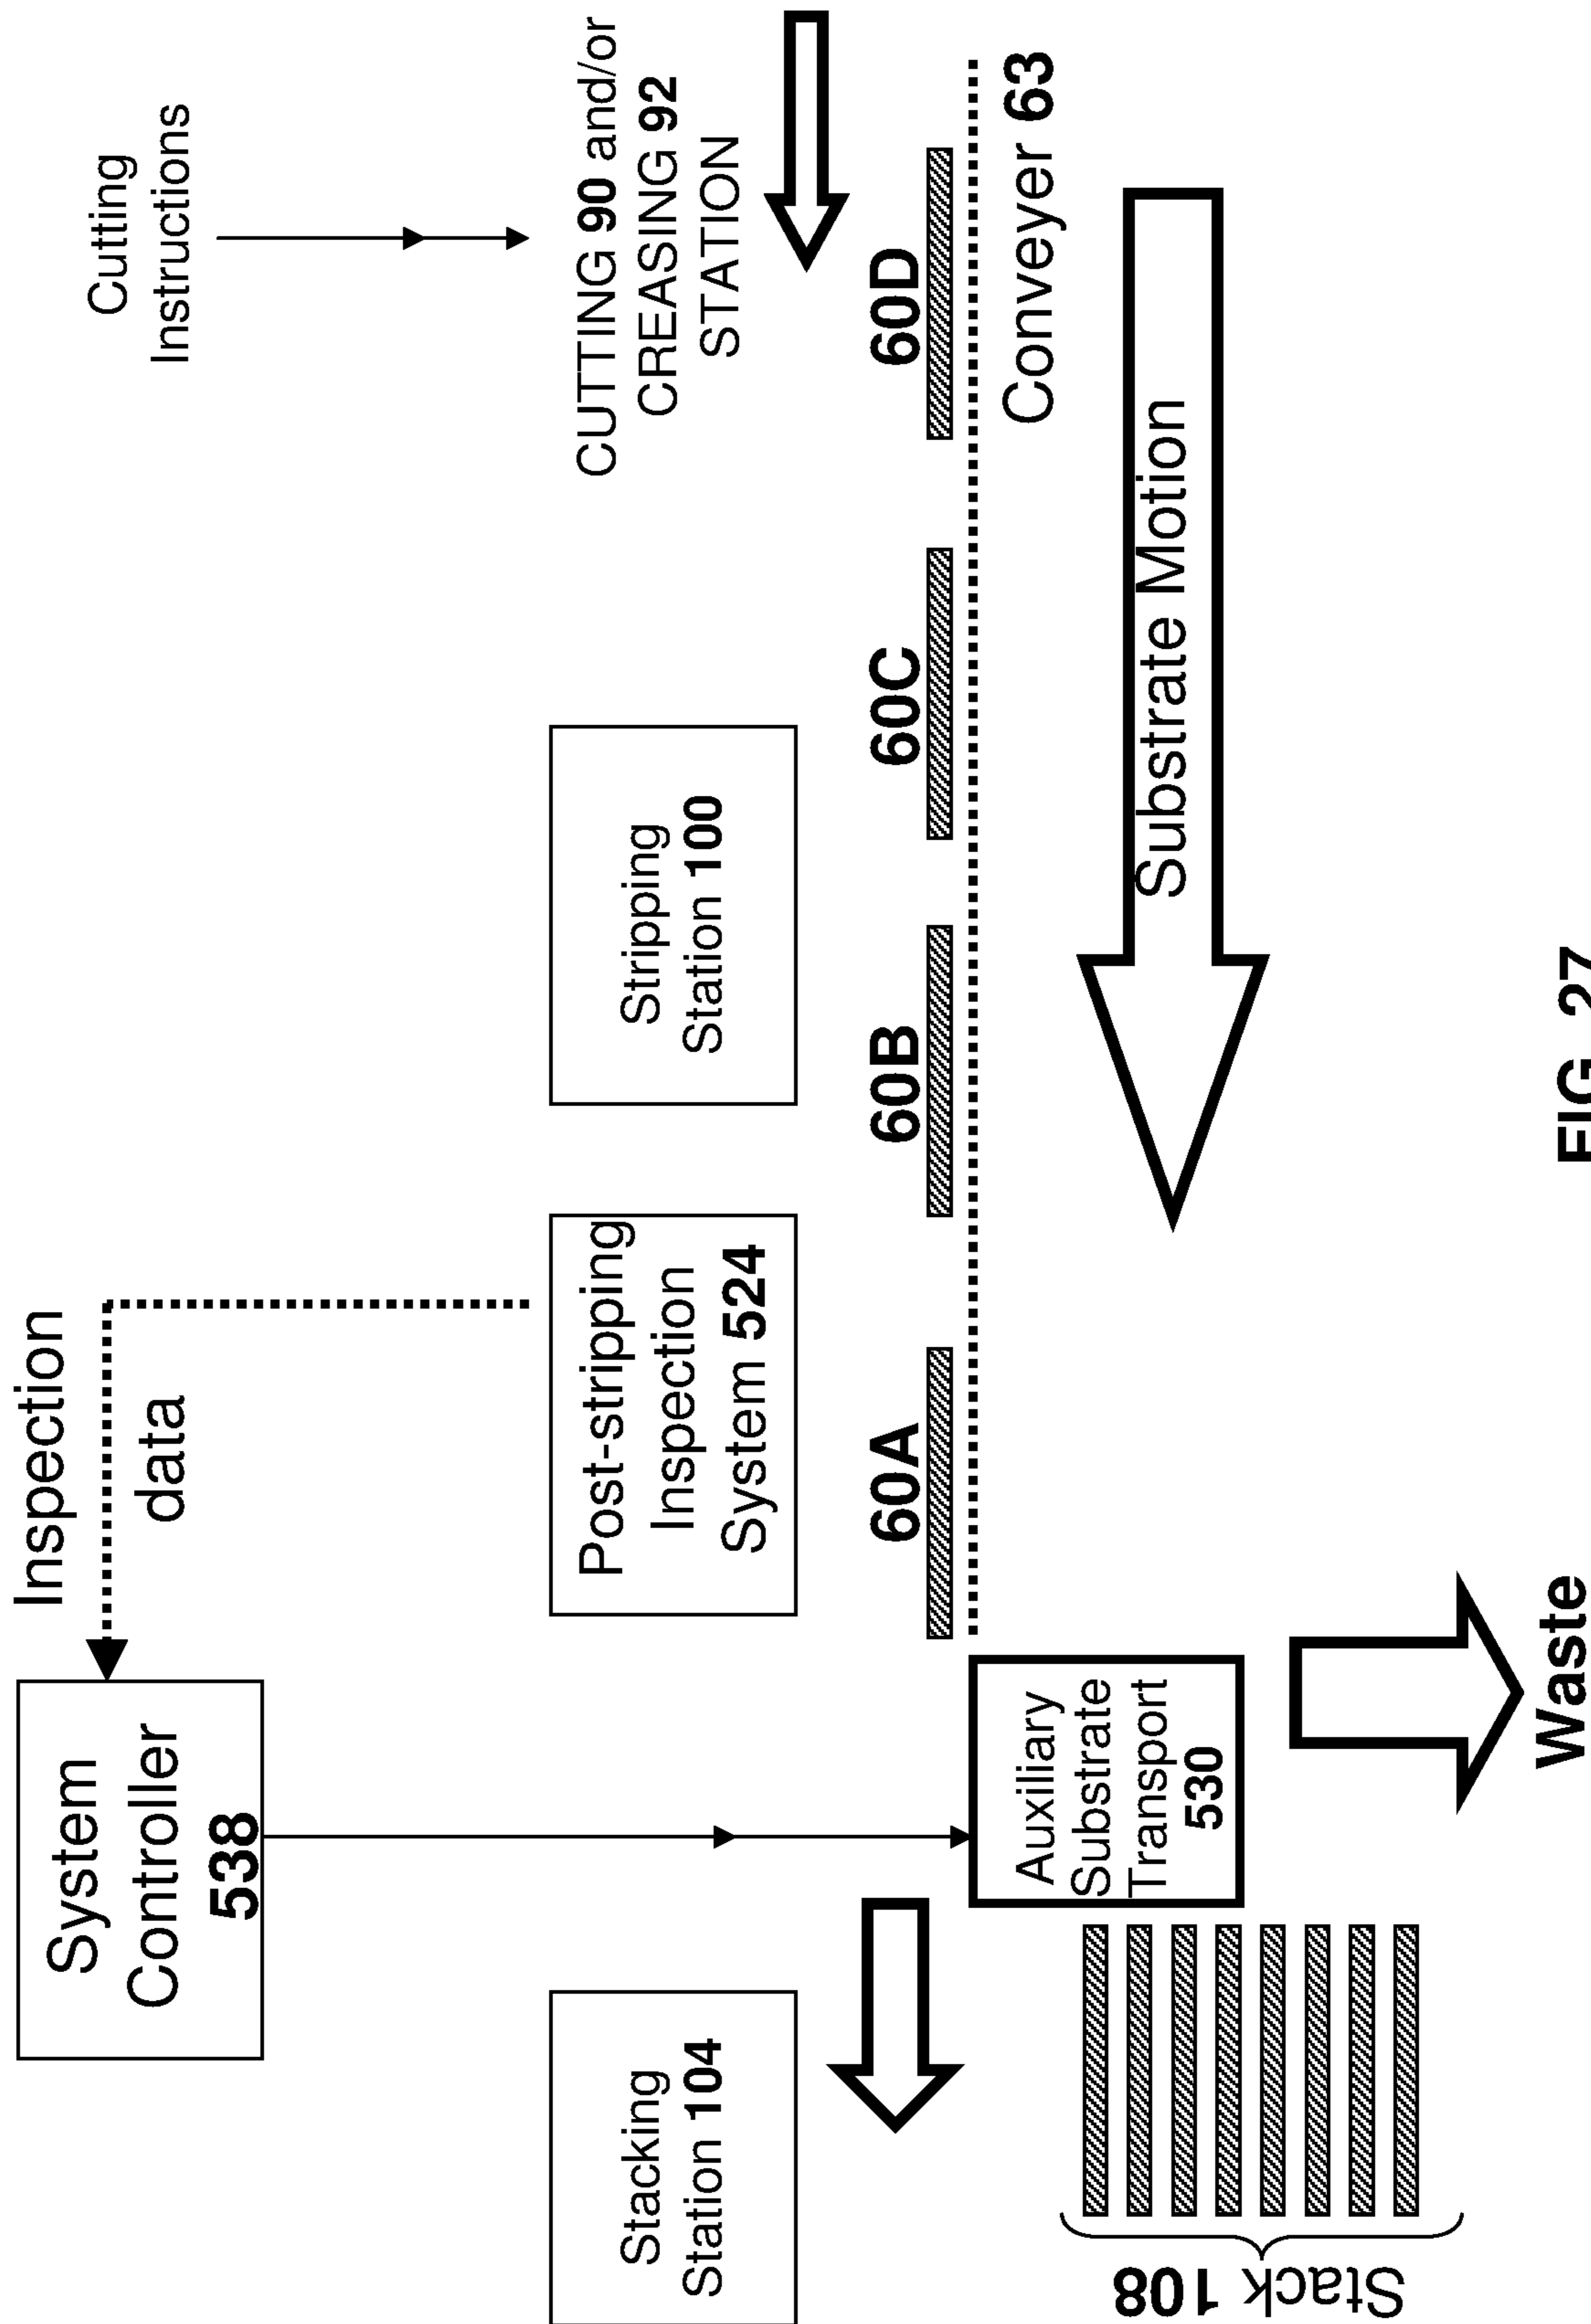 Inspection
data
Cutting
Instructions
System
Controller
538
Stacking
Station 104
Post-stripping
Inspection
System 524
Stripping
Station 100
CUTTING 90 and/or
CREASING 92
STATION
60A
60B
60C
60D
Conveyer 63
Auxiliary
Substrate
Transport
530
Substrate Motion
Stack 108
Waste
FIG 27